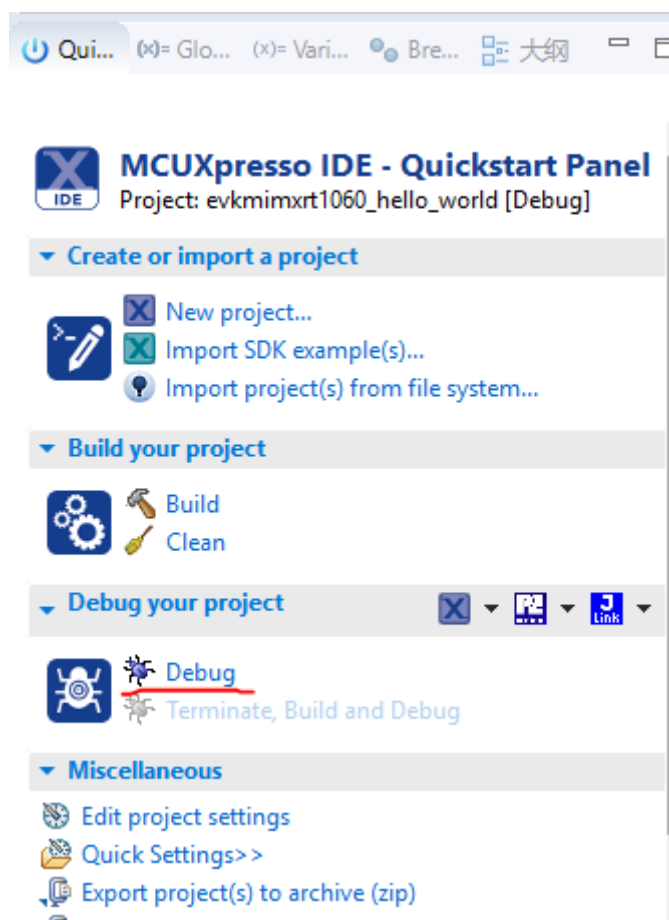 Qui... (x)= Glo... (x)= Vari... Bre... 大纲
IDE
MCUXpresso IDE - Quickstart Panel
Project: evkmimxrt1060_hello_world [Debug]
Create or import a project
New project...
Import SDK example(s)...
Import project(s) from file system...
Build your project
Build
Clean
Debug your project
J Link
Debug
Terminate, Build and Debug
Miscellaneous
Edit project settings
Quick Settings>>
Export project(s) to archive (zip)